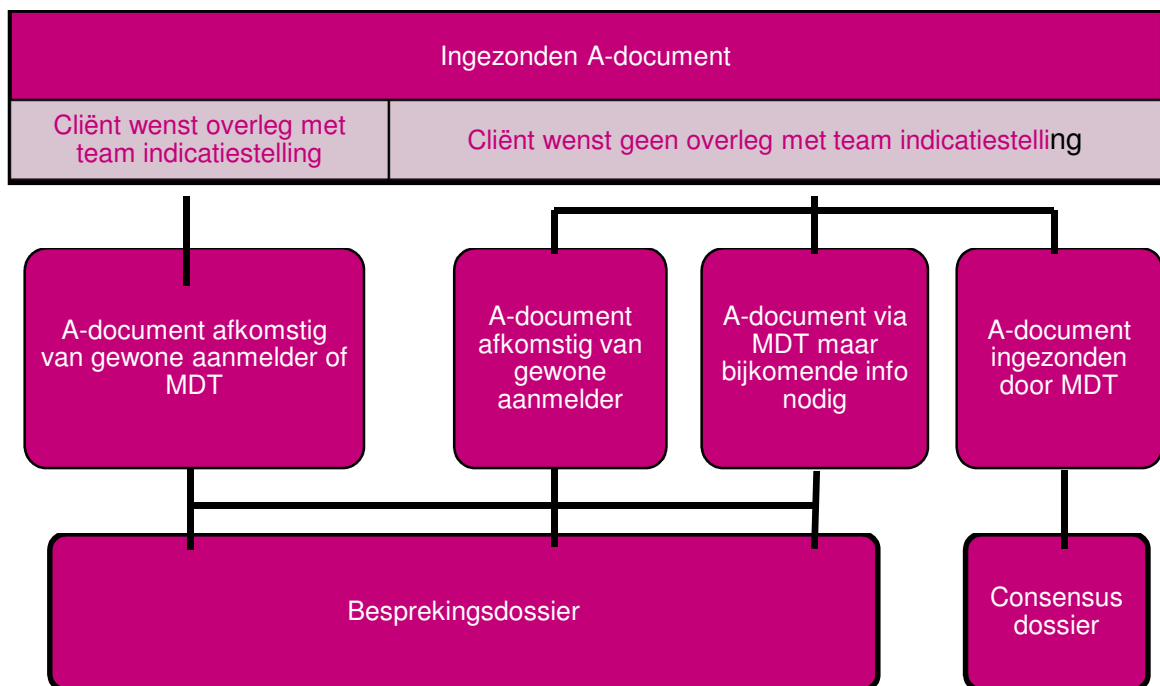 Ingezonden A-document
Cliënt wenst overleg met
team indicatiestelling
Cliënt wenst geen overleg met team indicatiestelling
A-document afkomstig
van gewone aanmelder of
MDT
A-document
afkomstig van
gewone
aanmelder
A-document via
MDT maar
bijkomende info
nodig
A-document
ingezonden
door MDT
Besprekingsdossier
Consensus
dossier